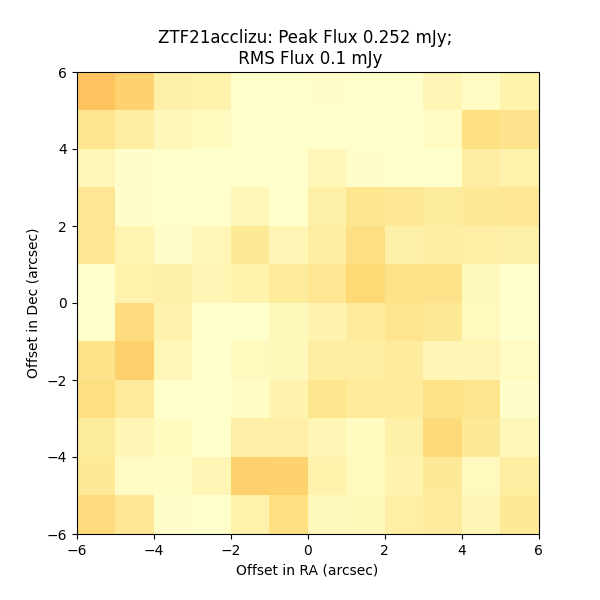 ZTF21acclizu: Peak Flux 0.252 mJy;
RMS Flux 0.1 mJy
6
4
2
0
−2
−4
−6
Offset in Dec (arcsec)
−6 −4 −2 0 2 4 6
Offset in RA (arcsec)